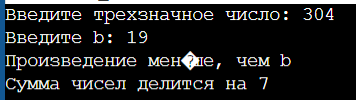 Введите трехзначное число: 304
Введите b: 19
Произведение мен�ше, чем b
Сумма чисел делится на 7